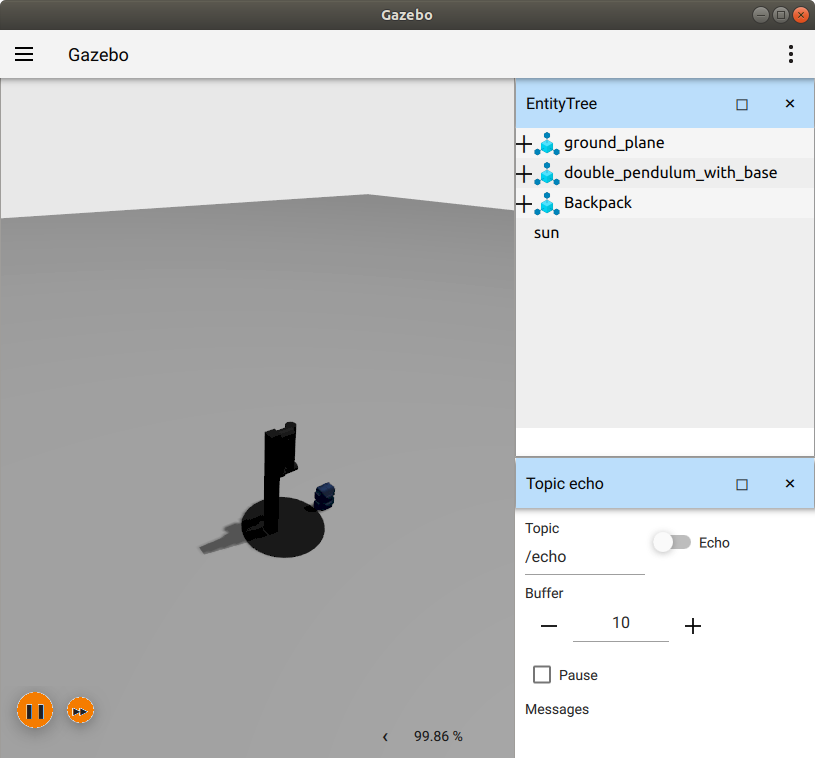 Gazebo
Gazebo
EntityTree
ground_plane
double_pendulum_with_base
Backpack
sun
Topic echo
Topic
/echo
Echo
Buffer
10
Pause
Messages
99.86 %